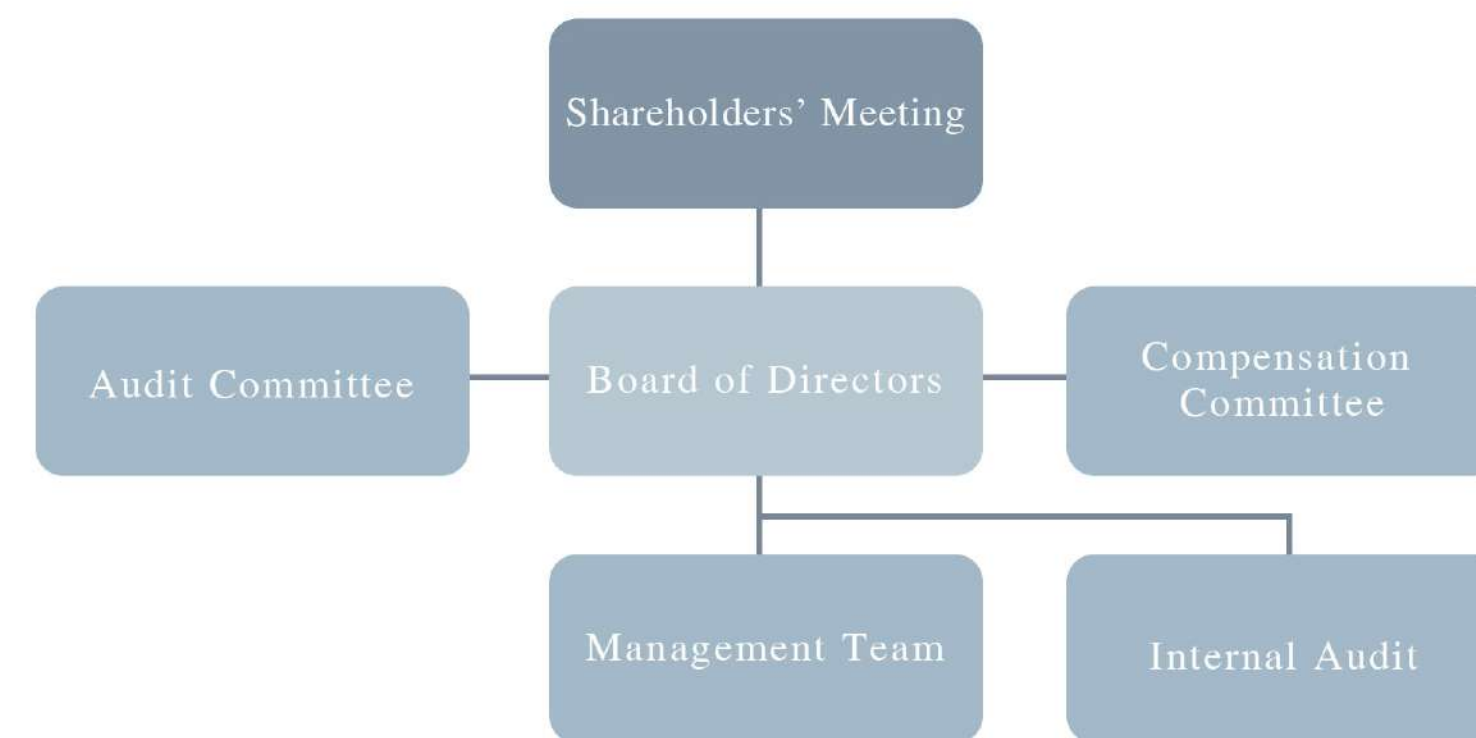 Shareholders’ Meeting
Audit Committee
Board of Directors
Compensation
Committee
Management Team
Internal Audit